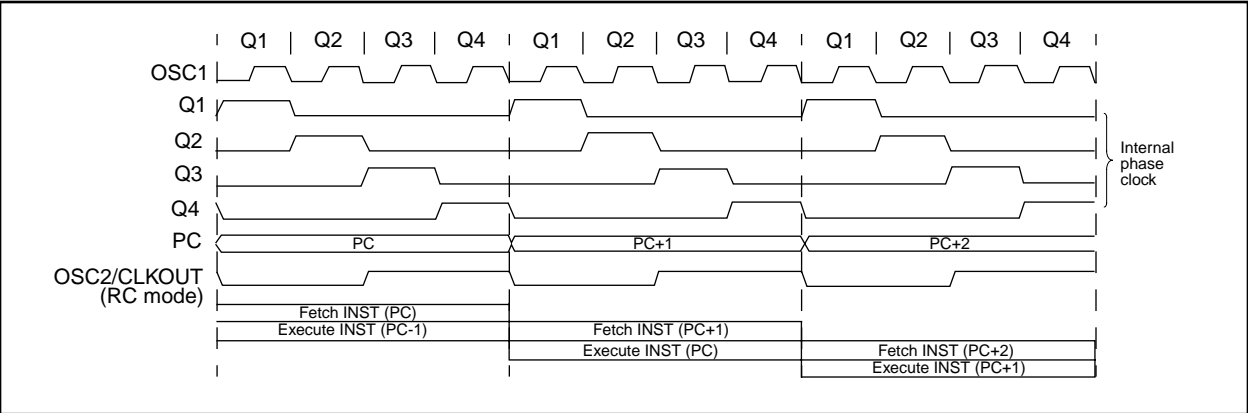 Q1 | Q2 | Q3 | Q4 | Q1 | Q2 | Q3 | Q4 | Q1 | Q2 | Q3 | Q4
OSC1
Q1
Q2
Q3
Q4
Internal
phase
clock
PC
PC PC+1 PC+2
OSC2/CLKOUT
(RC mode)
Fetch INST (PC)
Execute INST (PC-1) Fetch INST (PC+1)
Execute INST (PC) Fetch INST (PC+2)
Execute INST (PC+1)